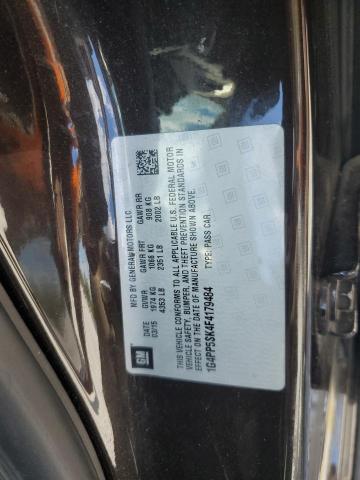 GM
MFD BY GENERAL MOTORS LLC
DATE GVWR GAWR FRT GAWR RR
03/15 1974 KG 1066 KG 908 KG
4353 LB 2351 LB 2002 LB
THIS VEHICLE CONFORMS TO ALL APPLICABLE U.S. FEDERAL MOTOR
VEHICLE SAFETY, BUMPER, AND THEFT PREVENTION STANDARDS IN
EFFECT ON THE DATE OF MANUFACTURE SHOWN ABOVE.
1G4PP5SK4F4179484 TYPE: PASS CAR